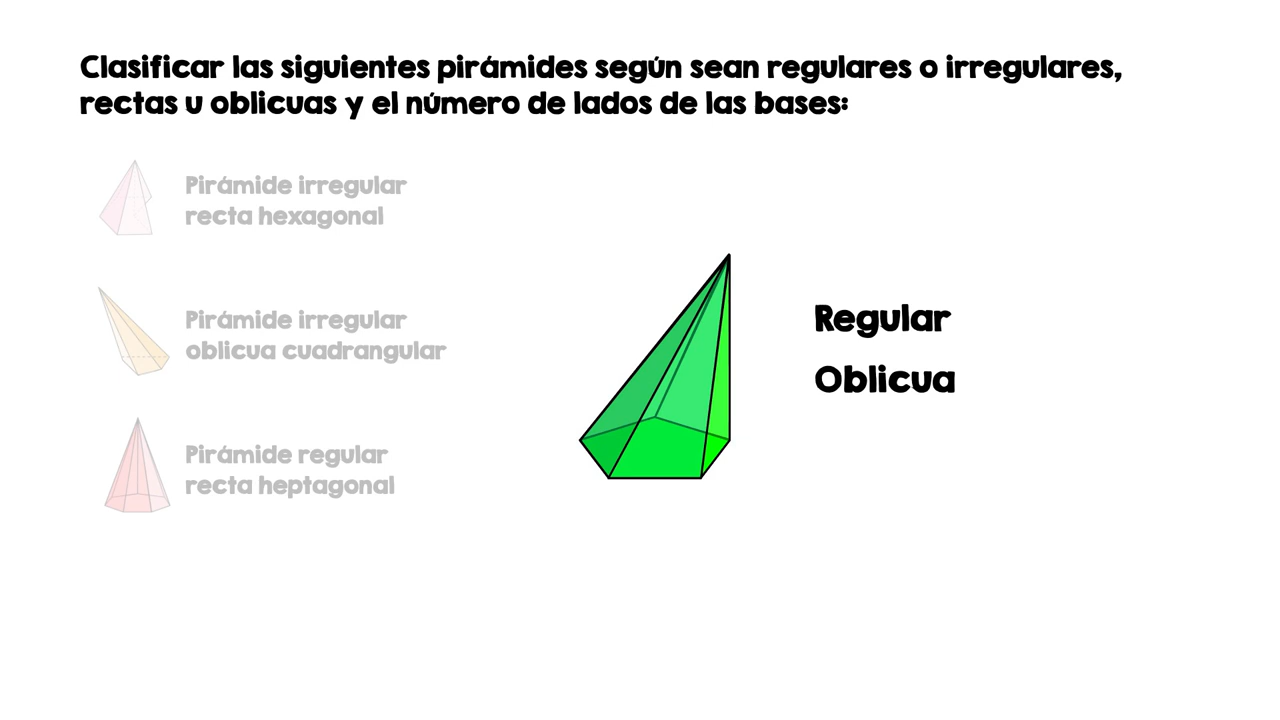 Clasificar las siguientes pirámides según sean regulares o irregulares,
rectas u oblicuas y el número de lados de las bases:
Pirámide irregular
recta hexagonal
Pirámide irregular
oblicua cuadrangular
Pirámide regular
recta heptagonal
Regular
Oblicua